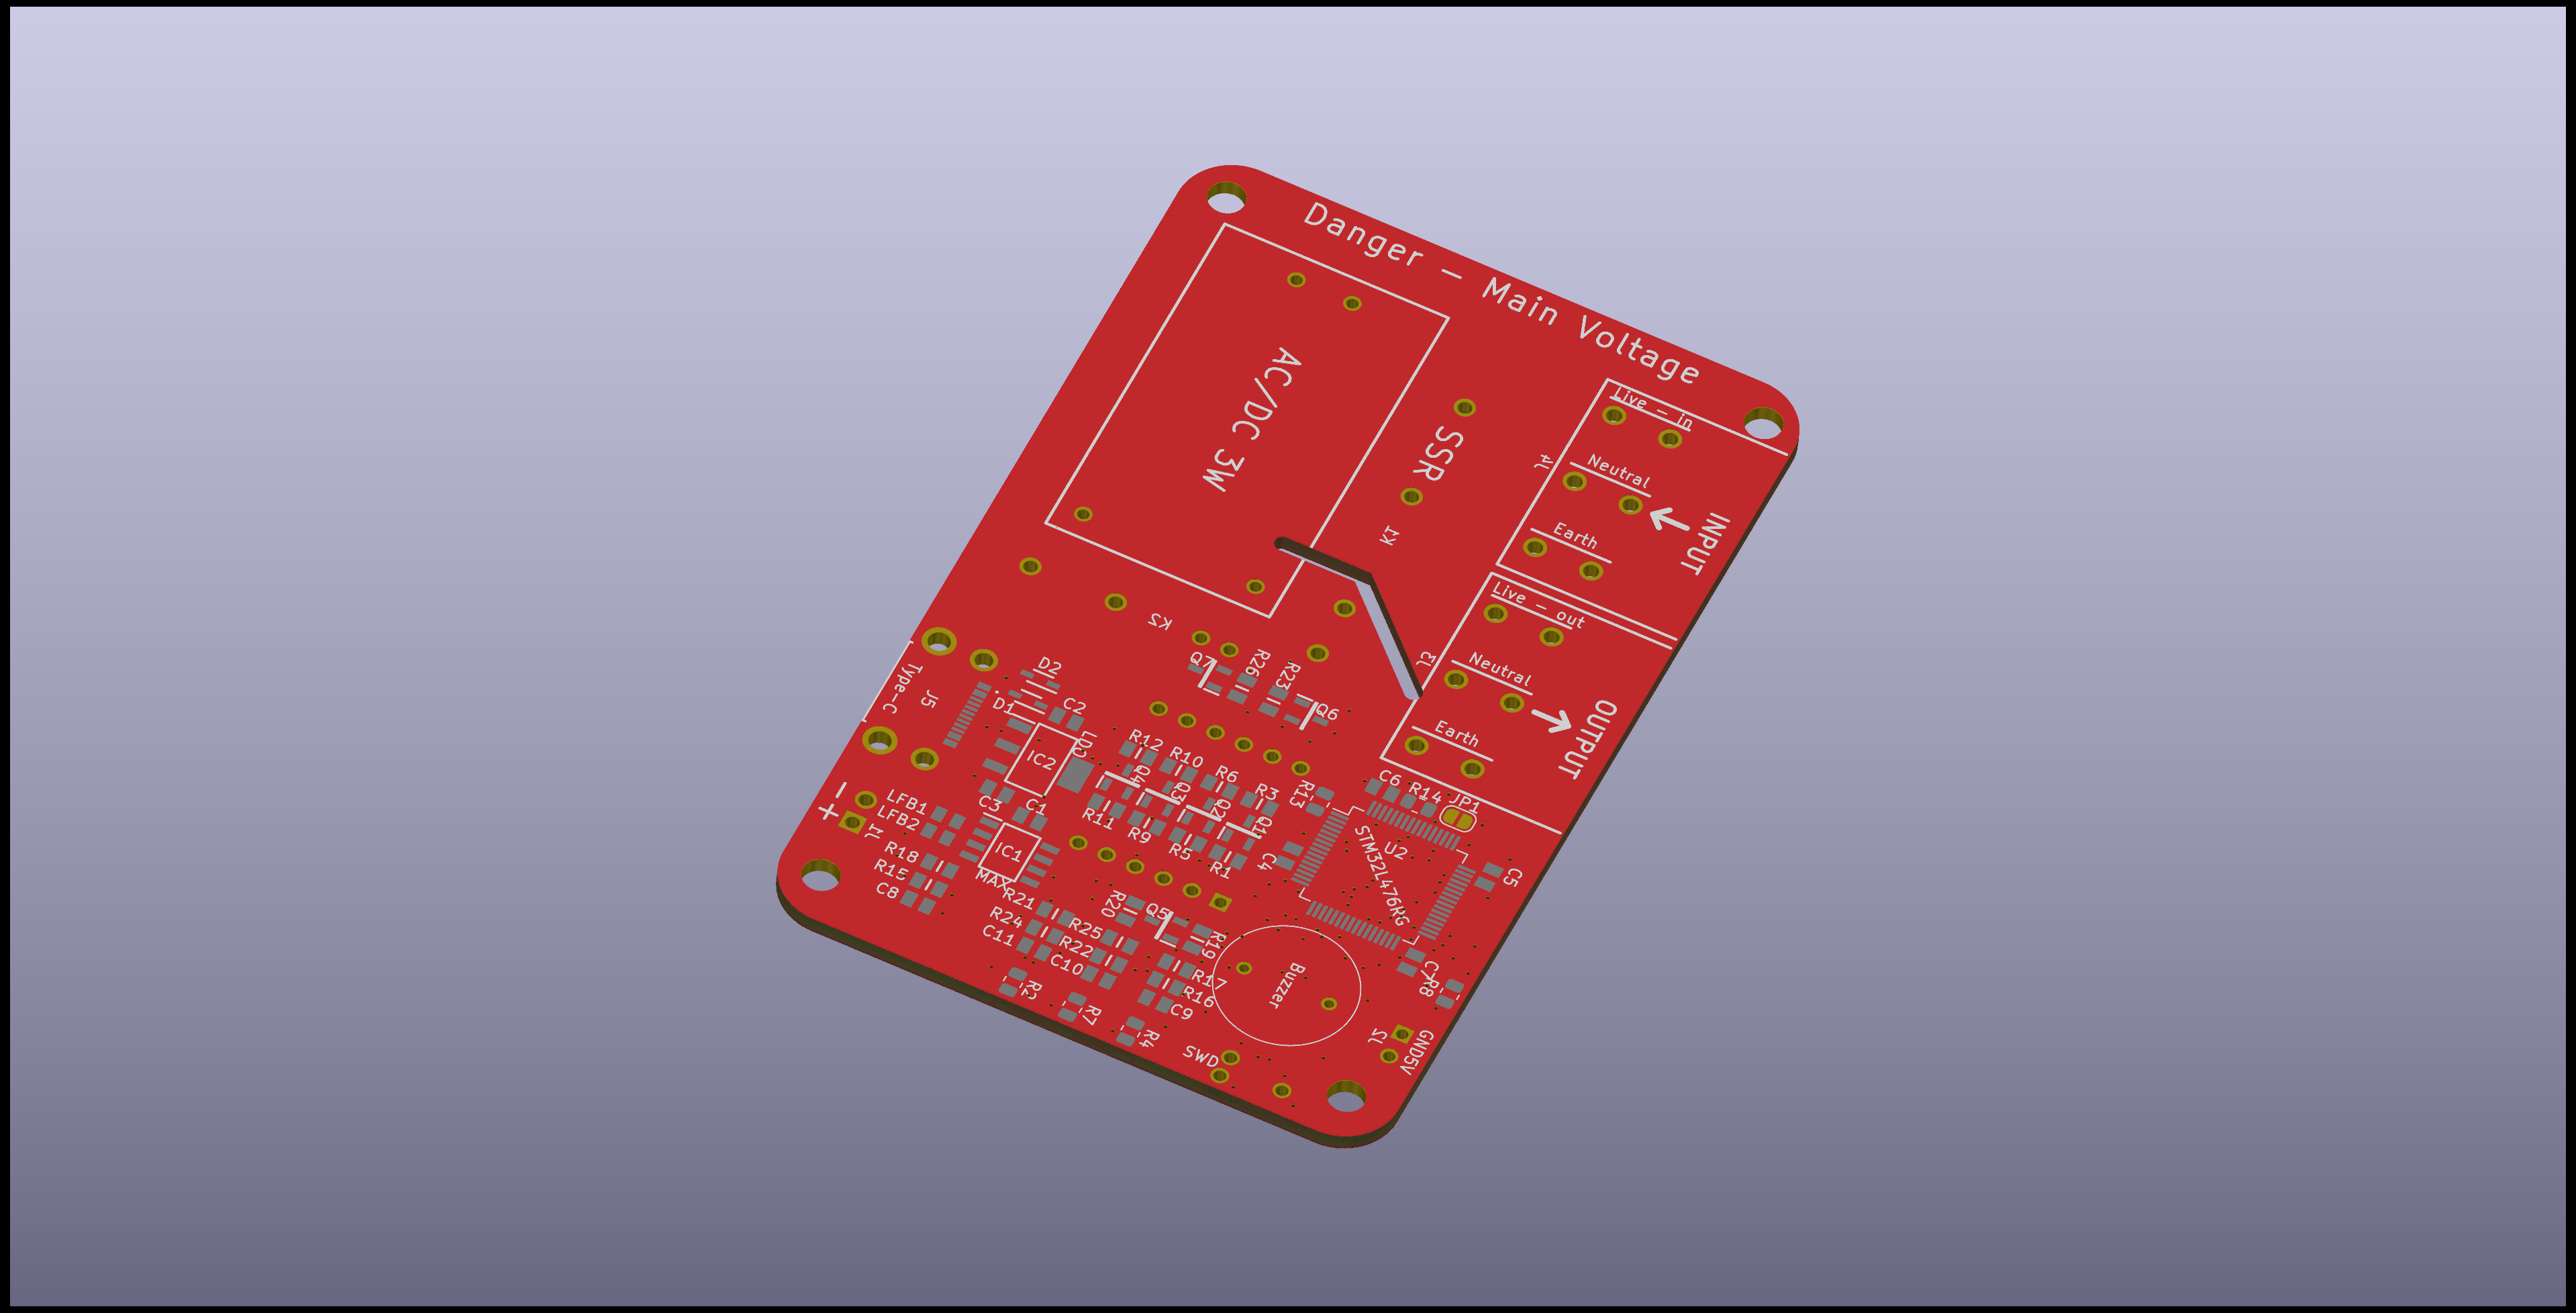 Danger - Main Voltage
AC/DC 3W
SSR
K1
Live - in
Neutral
Earth
J4
INPUT
Live - out
Neutral
Earth
J3
OUTPUT
K2
Q7
R26
R23
Q6
Type-C
J5
D2
D1
C2
IC2
LDO
C3
C1
R12
R10
R6
R3
Q4
Q3
Q2
Q1
R11
R9
R5
R1
R13
C6
R14
JP1
C4
U2
STM32L476RG
C5
C7
R8
- +
J1
LFB1
LFB2
R18
R15
C8
IC1
MAX
R21
R24
C11
R25
R22
C10
R20
Q5
R19
R17
R16
C9
R2
R7
R4
Buzzer
SWD
GND5V